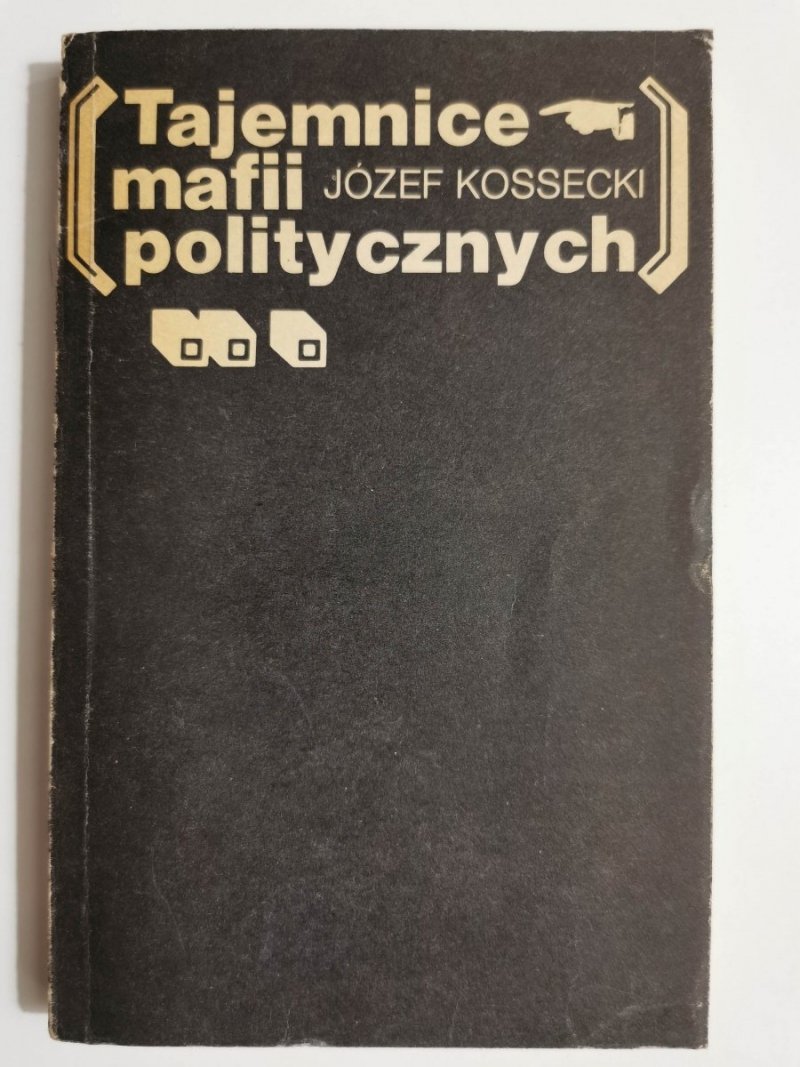 Tajemnice
mafii JÓZEF KOSSECKI
politycznych